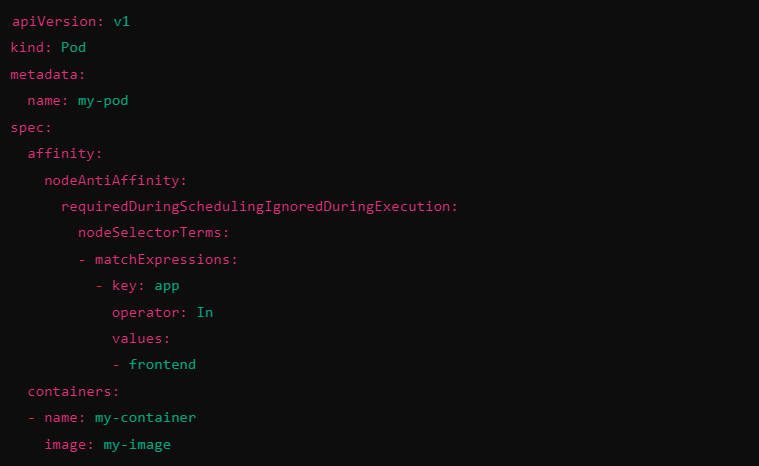 apiVersion: v1
kind: Pod
metadata:
  name: my-pod
spec:
  affinity:
    nodeAntiAffinity:
      requiredDuringSchedulingIgnoredDuringExecution:
        nodeSelectorTerms:
        - matchExpressions:
          - key: app
            operator: In
            values:
            - frontend
  containers:
  - name: my-container
    image: my-image